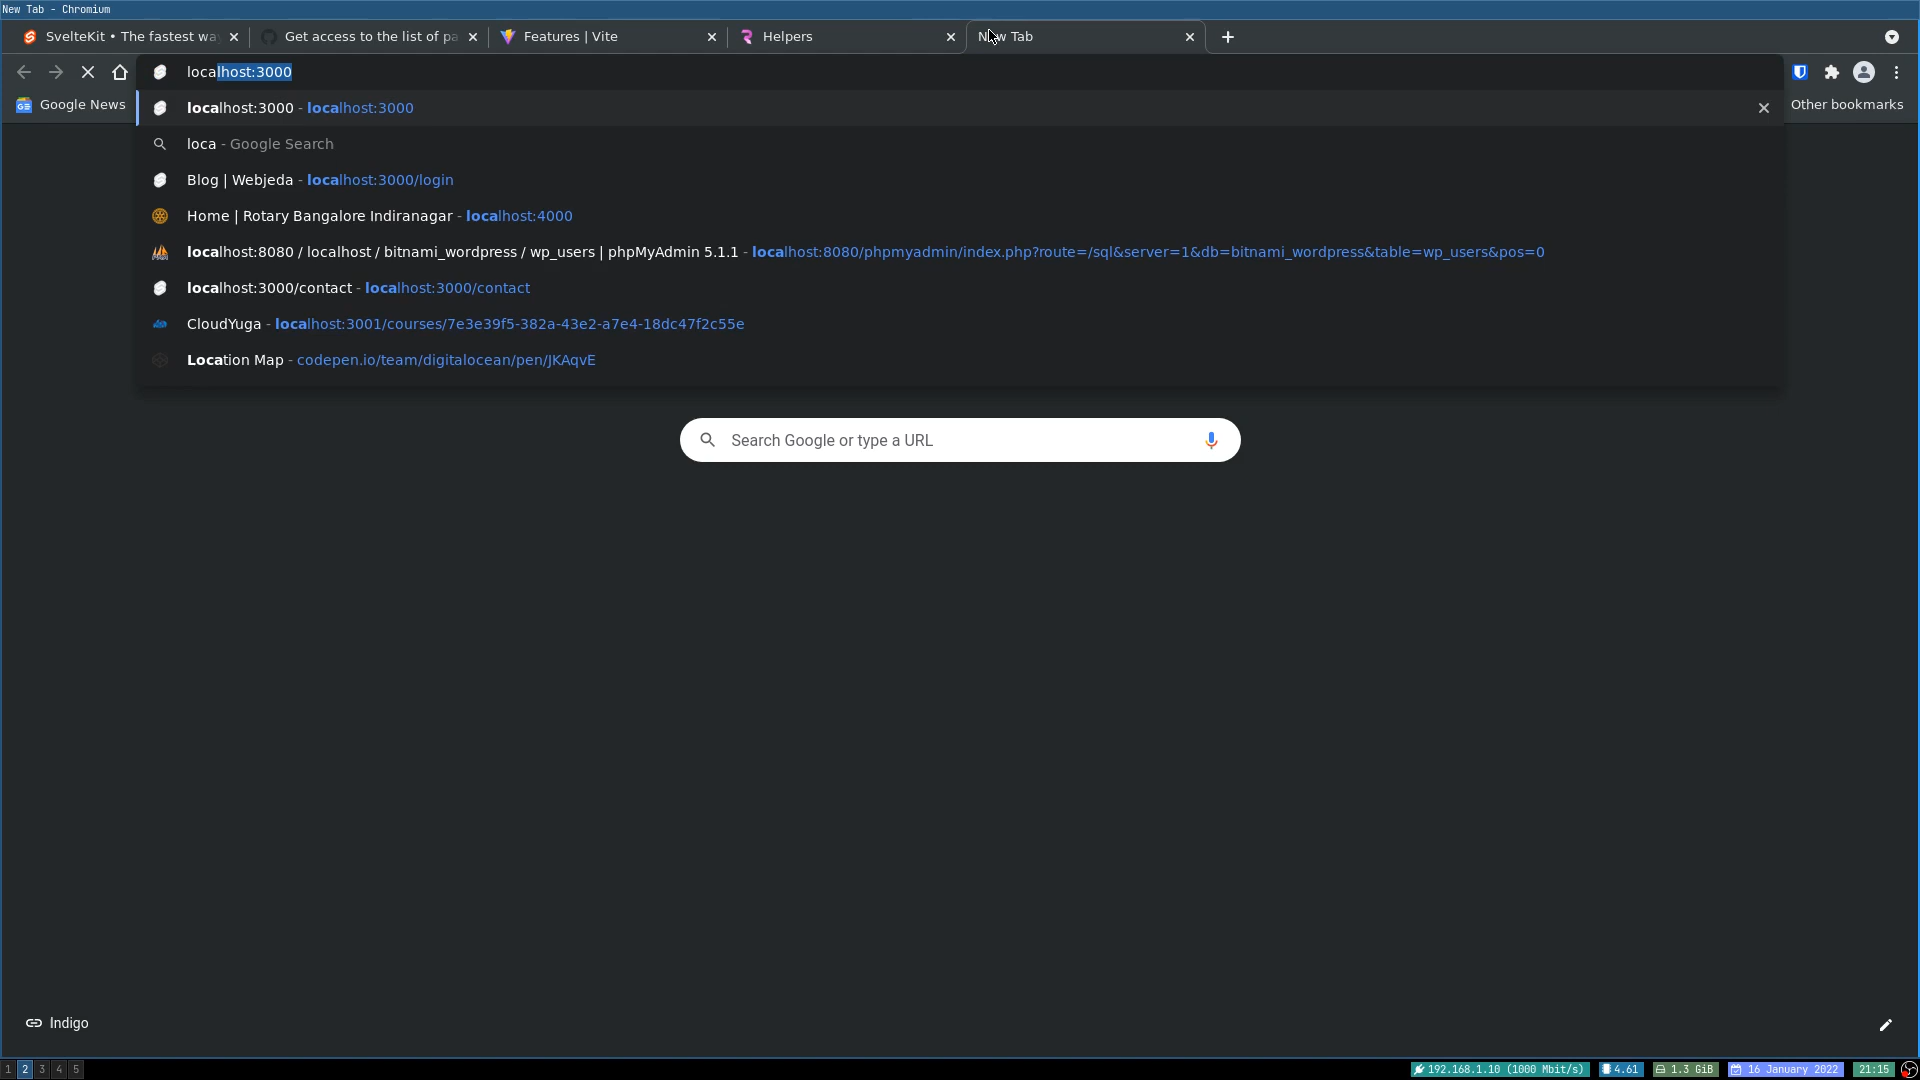 New Tab - Chromium
SvelteKit • The fastest wa
Get access to the list of pa
Features | Vite
Helpers
New Tab
localhost:3000
Google News
Other bookmarks
localhost:3000 - localhost:3000
loca - Google Search
Blog | Webjeda - localhost:3000/login
Home | Rotary Bangalore Indiranagar - localhost:4000
localhost:8080 / localhost / bitnami_wordpress / wp_users | phpMyAdmin 5.1.1 - localhost:8080/phpmyadmin/index.php?route=/sql&server=1&db=bitnami_wordpress&table=wp_users&pos=0
localhost:3000/contact - localhost:3000/contact
CloudYuga - localhost:3001/courses/7e3e39f5-382a-43e2-a7e4-18dc47f2c55e
Location Map - codepen.io/team/digitalocean/pen/JKAqvE
Search Google or type a URL
Indigo
1 2 3 4 5
192.168.1.10 (1000 Mbit/s) 4.61 1.3 GiB 16 January 2022 21:15